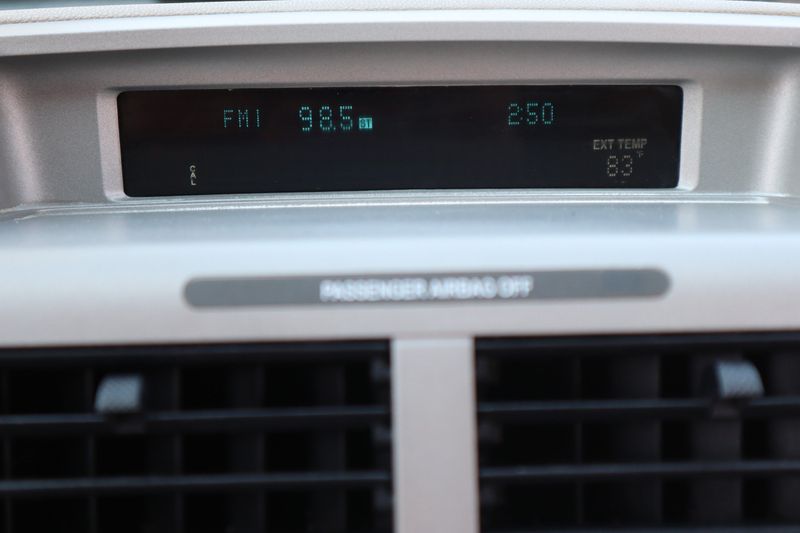 FM1 98.5 ST 2:50
EXT TEMP
83°F
CAL
PASSENGER AIRBAG OFF